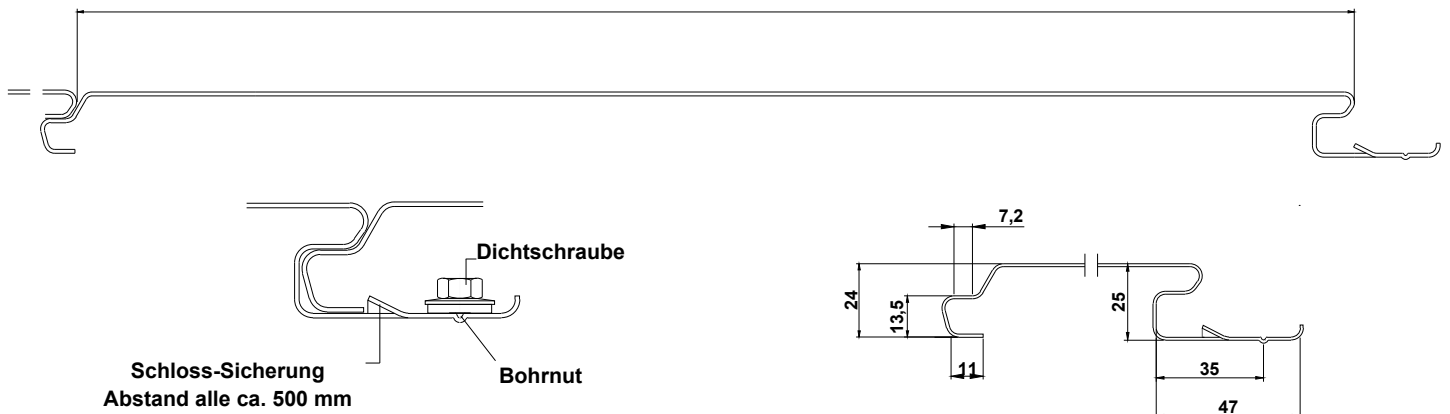 7,2
Dichtschraube
24
13,5
25
Schloss-Sicherung
Abstand alle ca. 500 mm
Bohrnut
11
35
47